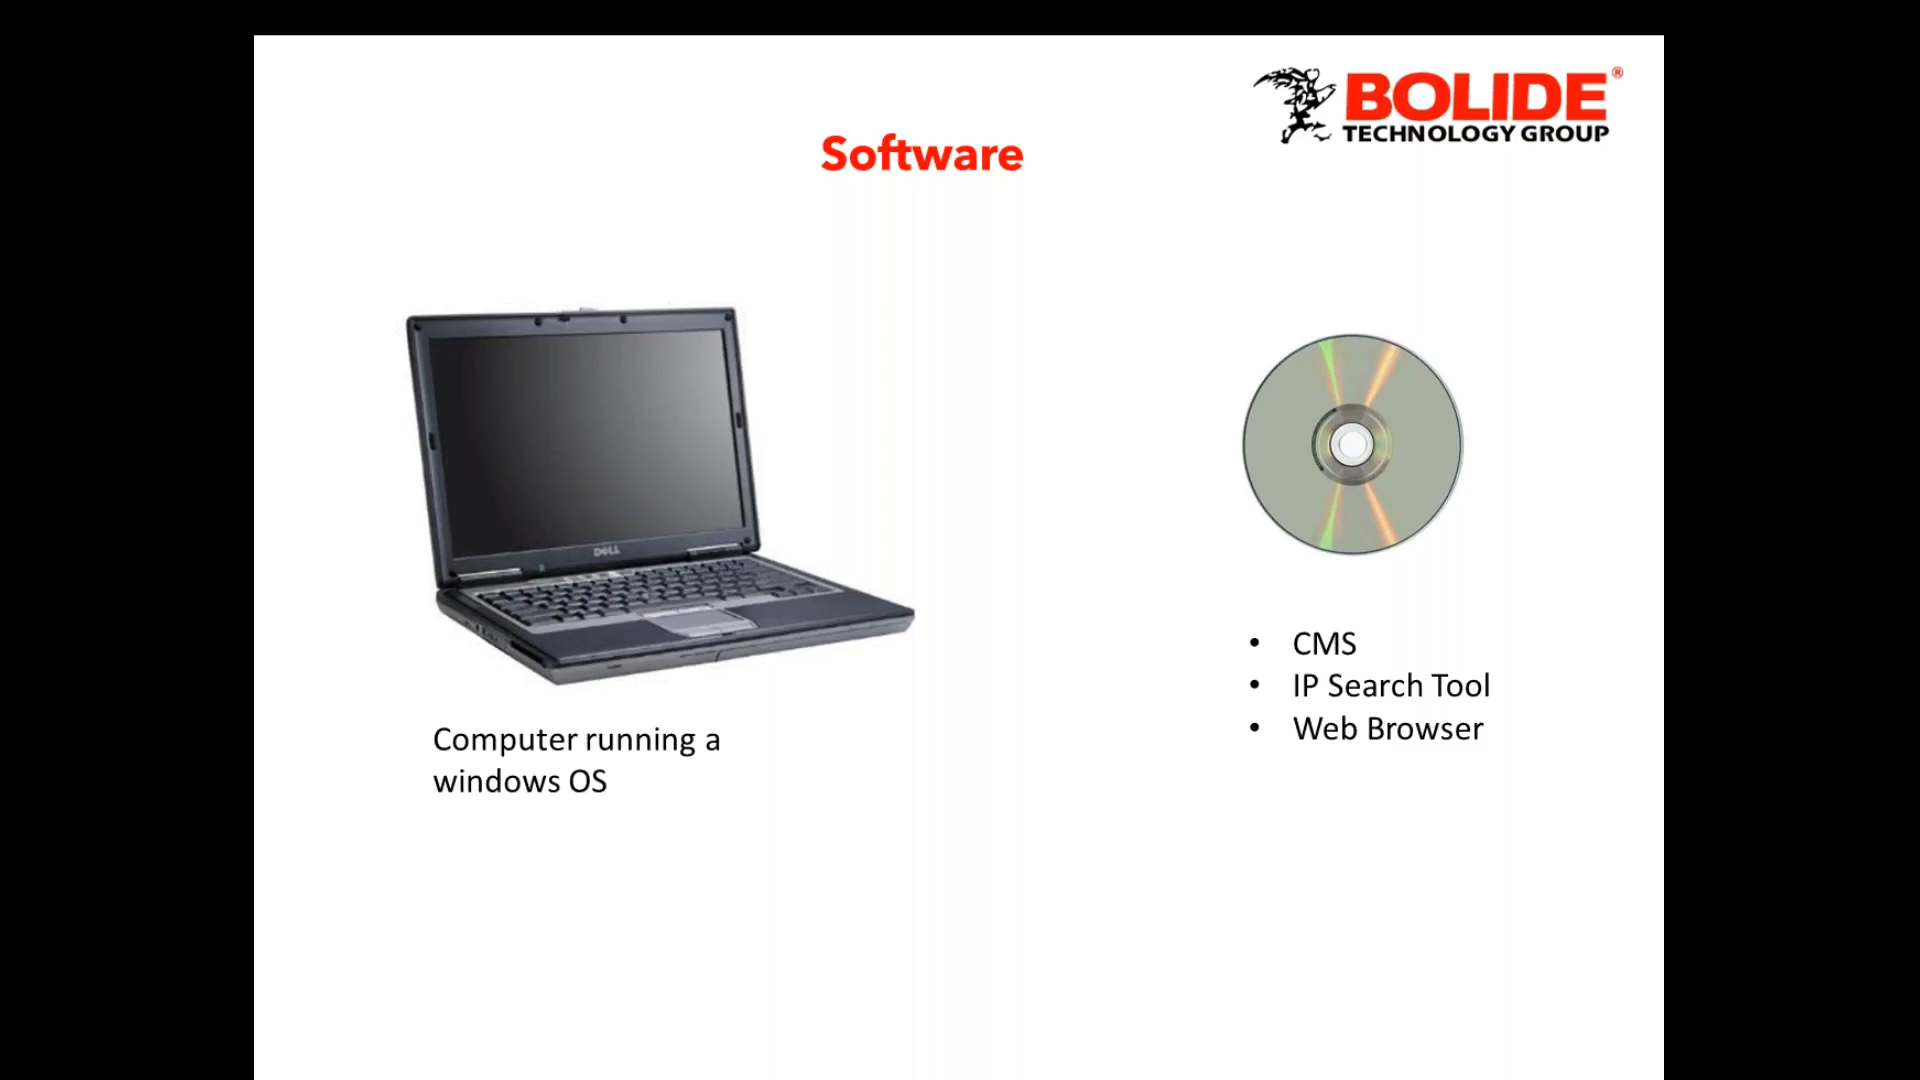 BOLIDE®
TECHNOLOGY GROUP
Software
DELL
Computer running a
windows OS
• CMS
• IP Search Tool
• Web Browser